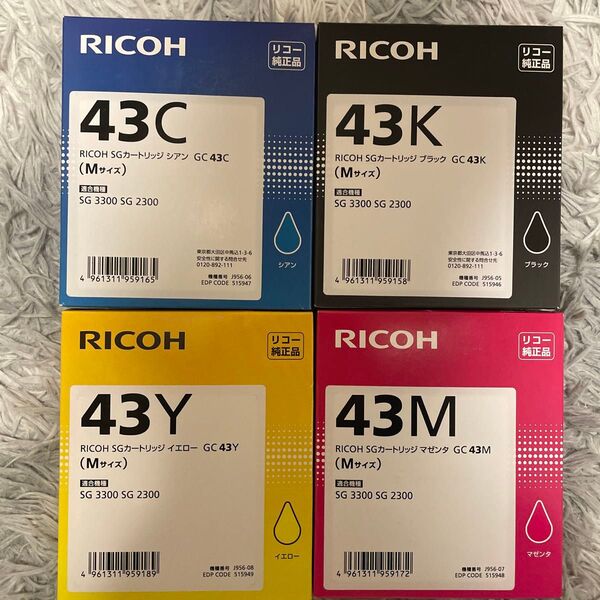 RICOH
リコー
純正品
43C
RICOH SGカートリッジ シアン GC 43C
(Mサイズ)
適合機種
SG 3300 SG 2300
東京都大田区中馬込1-3-6
安全性に関する問合せ先
0120-892-111
シアン
4 961311 959165
機種番号 J956-06
EDP CODE 515947
RICOH
リコー
純正品
43K
RICOH SGカートリッジ ブラック GC 43K
(Mサイズ)
適合機種
SG 3300 SG 2300
東京都大田区中馬込1-3-6
安全性に関する問合せ先
0120-892-111
ブラック
4 961311 959158
機種番号 J956-05
EDP CODE 515946
RICOH
リコー
純正品
43Y
RICOH SGカートリッジ イエロー GC 43Y
(Mサイズ)
適合機種
SG 3300 SG 2300
イエロー
4 961311 959189
機種番号 J956-08
EDP CODE 515949
RICOH
リコー
純正品
43M
RICOH SGカートリッジ マゼンタ GC 43M
(Mサイズ)
適合機種
SG 3300 SG 2300
マゼンタ
4 961311 959172
機種番号 J956-07
EDP CODE 515948